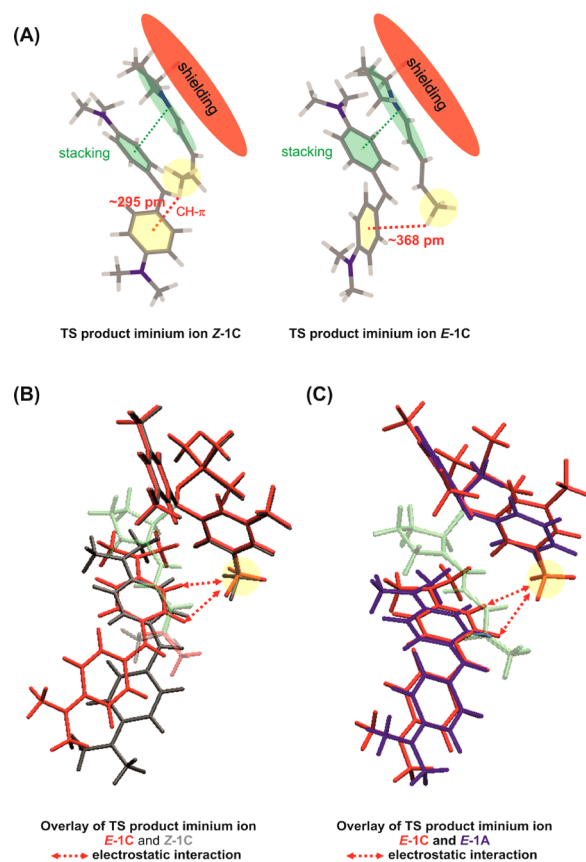 (A)
shielding
shielding
stacking
stacking
~295 pm
CH-π
~368 pm
TS product iminium ion Z-1C
TS product iminium ion E-1C
(B)
(C)
Overlay of TS product iminium ion
E-1C and Z-1C
electrostatic interaction
Overlay of TS product iminium ion
E-1C and E-1A
electrostatic interaction